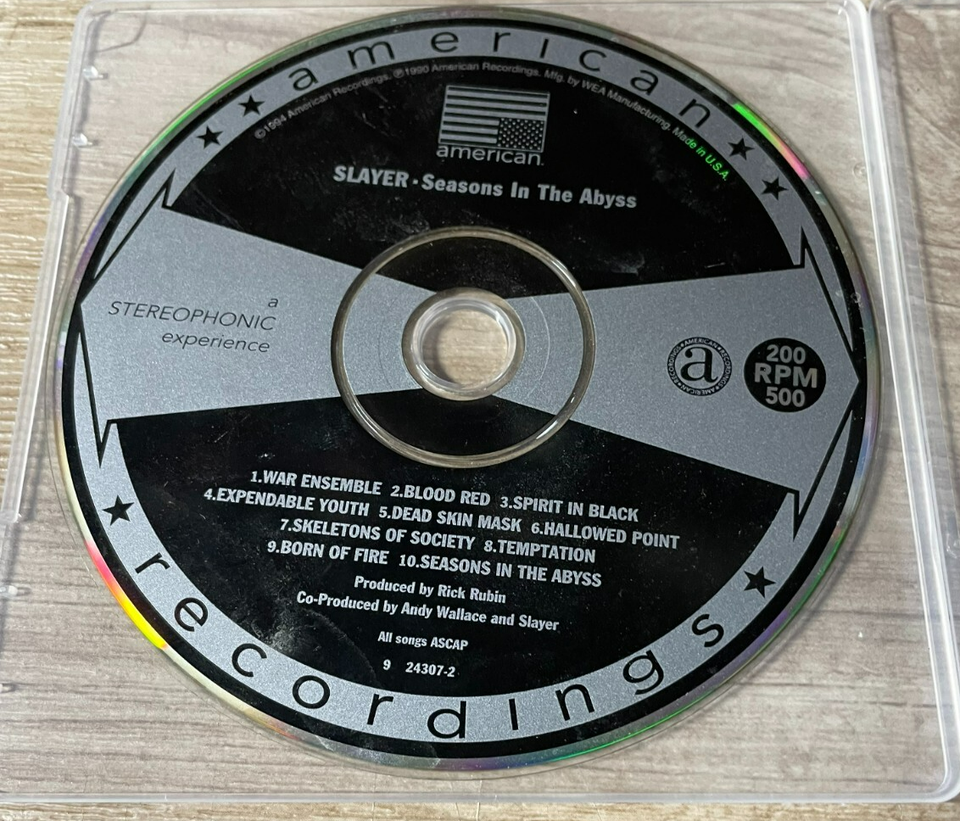 american
©1994 American Recordings. ℗1990 American Recordings. Mfg. by WEA Manufacturing. Made in U.S.A.
american
SLAYER · Seasons In The Abyss
a
STEREOPHONIC
experience
AMERICAN RECORDINGS AMERICAN RECORDINGS
a
200
RPM
500
1.WAR ENSEMBLE 2.BLOOD RED 3.SPIRIT IN BLACK
4.EXPENDABLE YOUTH 5.DEAD SKIN MASK 6.HALLOWED POINT
7.SKELETONS OF SOCIETY 8.TEMPTATION
9.BORN OF FIRE 10.SEASONS IN THE ABYSS
Produced by Rick Rubin
Co-Produced by Andy Wallace and Slayer
All songs ASCAP
9 24307-2
recordings